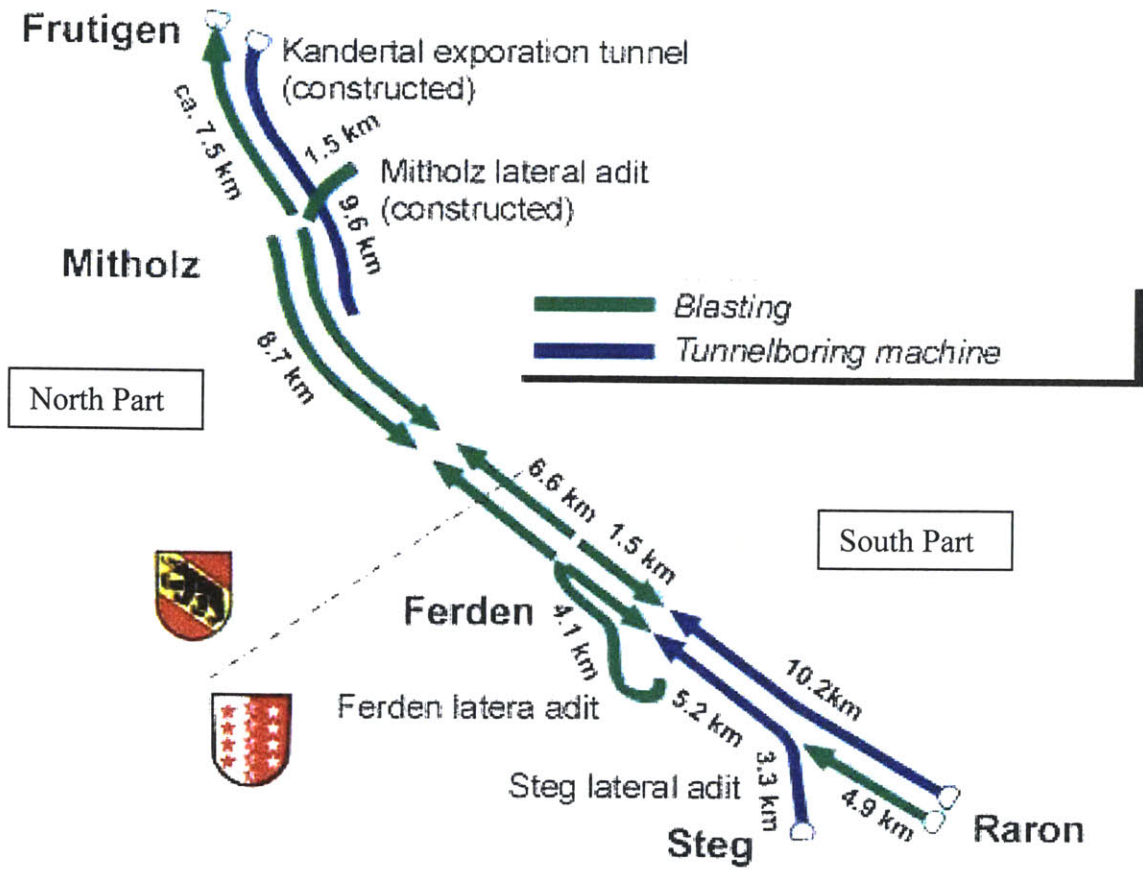 Frutigen
Kandertal exporation tunnel
(constructed)
ca. 7.5 km
1.5 km
Mitholz lateral adit
(constructed)
9.6 km
Mitholz
Blasting
Tunnelboring machine
8.7 km
North Part
6.6 km
1.5 km
South Part
Ferden
4.1 km
10.2km
Ferden latera adit
5.2 km
Steg lateral adit
3.3 km
4.9 km
Steg
Raron